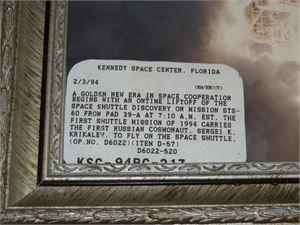 KENNEDY SPACE CENTER, FLORIDA
2/3/94
A GOLDEN NEW ERA IN SPACE COOPERATION
BEGINS WITH AN ONTIME LIFTOFF OF THE
SPACE SHUTTLE DISCOVERY ON MISSION STS-
60 FROM PAD 39-A AT 7:10 A.M. EST. THE
FIRST SHUTTLE MISSION OF 1994 CARRIES
THE FIRST RUSSIAN COSMONAUT, SERGEI K.
KRIKALEV, TO FLY ON THE SPACE SHUTTLE.
(OP.NO. D6022)(ITEM D-57)
D6022-520
KSC-94PC-217